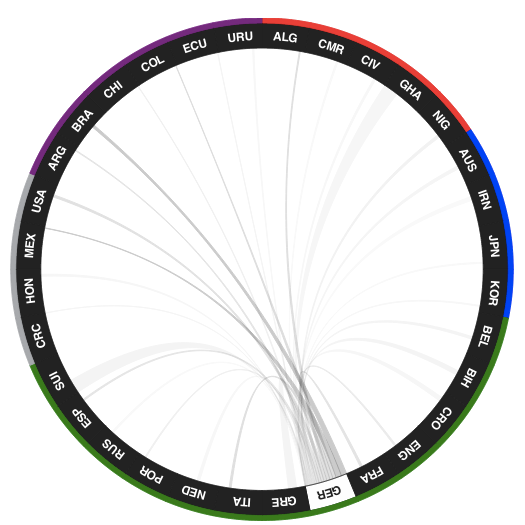 ALG
CMR
CIV
GHA
NIG
AUS
IRN
JPN
KOR
BEL
BIH
CRO
ENG
FRA
GER
GRE
ITA
NED
POR
RUS
ESP
SUI
CRC
HON
MEX
USA
ARG
BRA
CHI
COL
ECU
URU